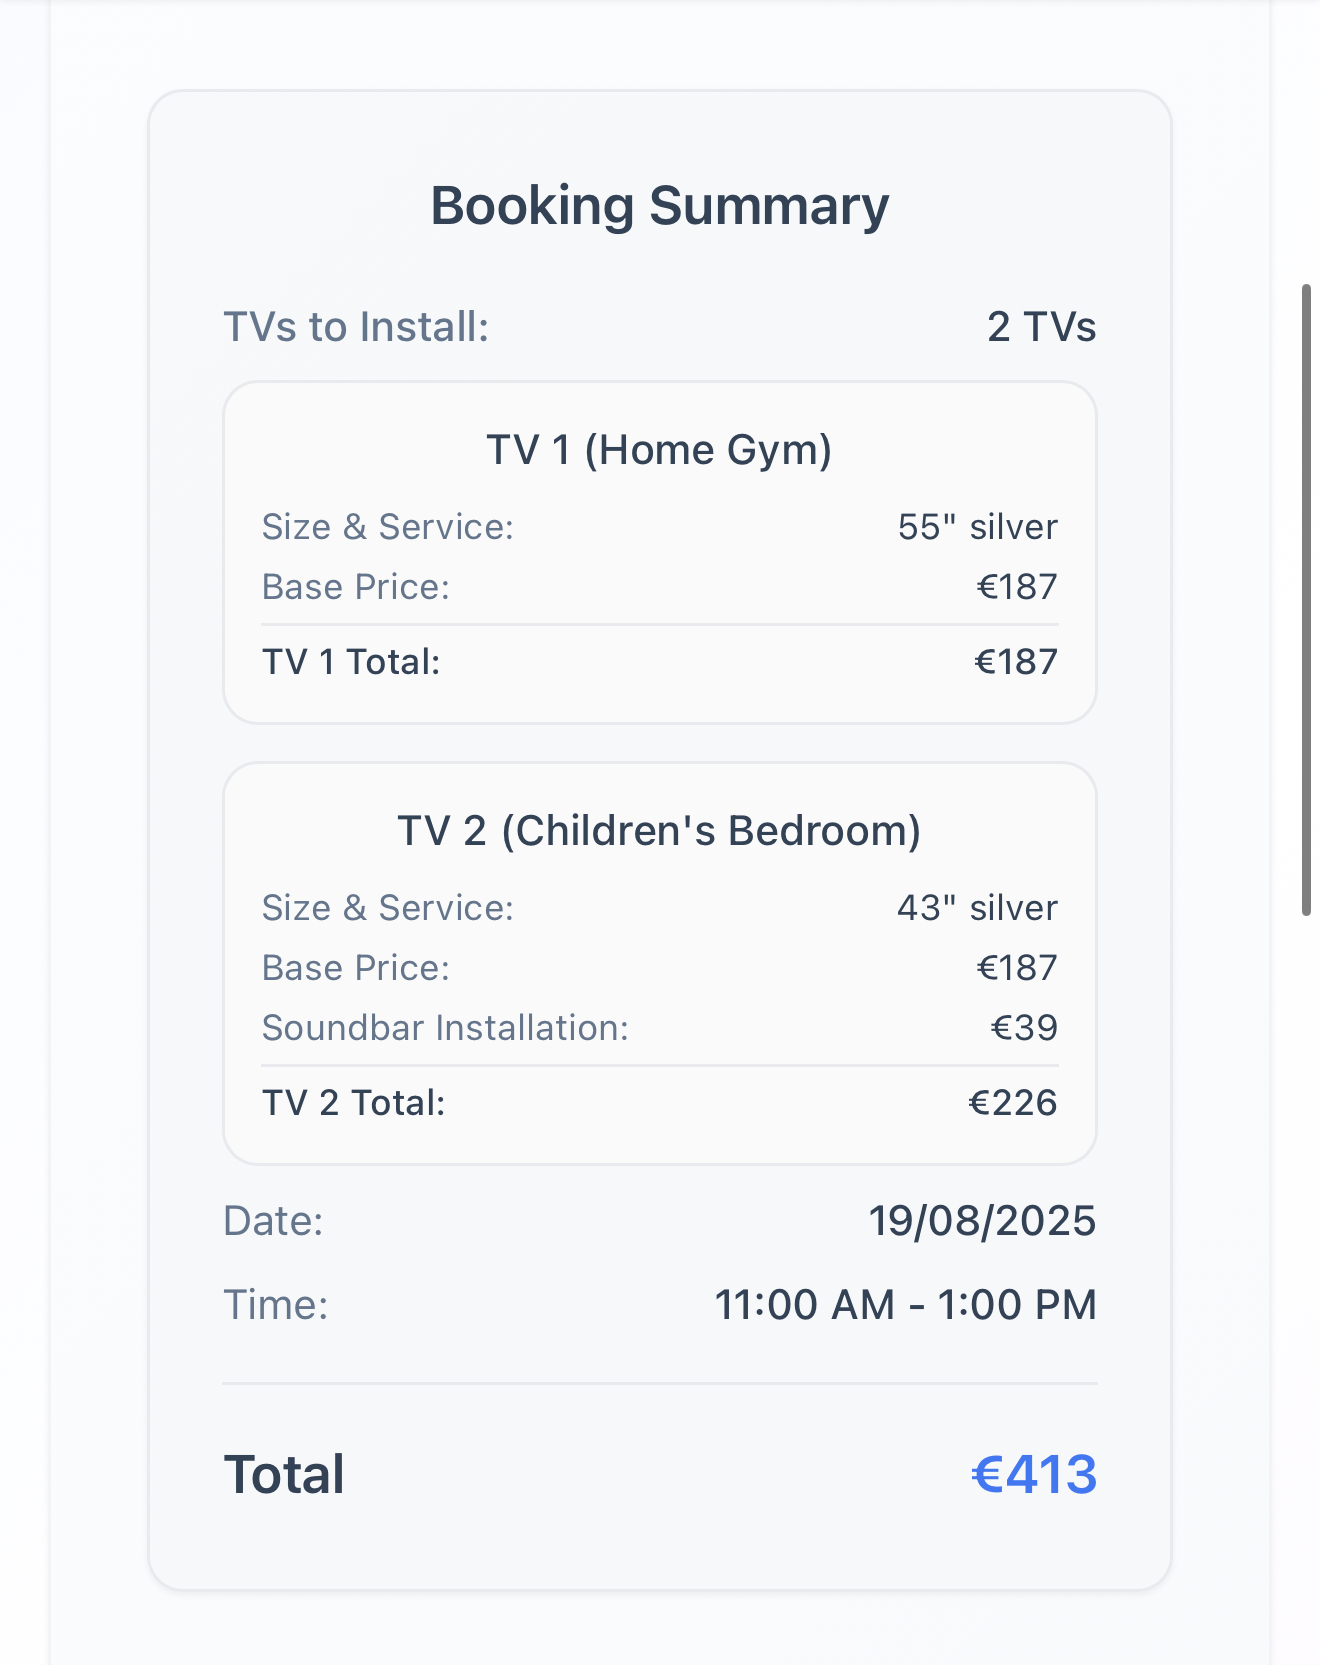 Booking Summary
TVs to Install: 2 TVs
TV 1 (Home Gym)
Size & Service: 55" silver
Base Price: €187
TV 1 Total: €187
TV 2 (Children's Bedroom)
Size & Service: 43" silver
Base Price: €187
Soundbar Installation: €39
TV 2 Total: €226
Date: 19/08/2025
Time: 11:00 AM - 1:00 PM
Total €413